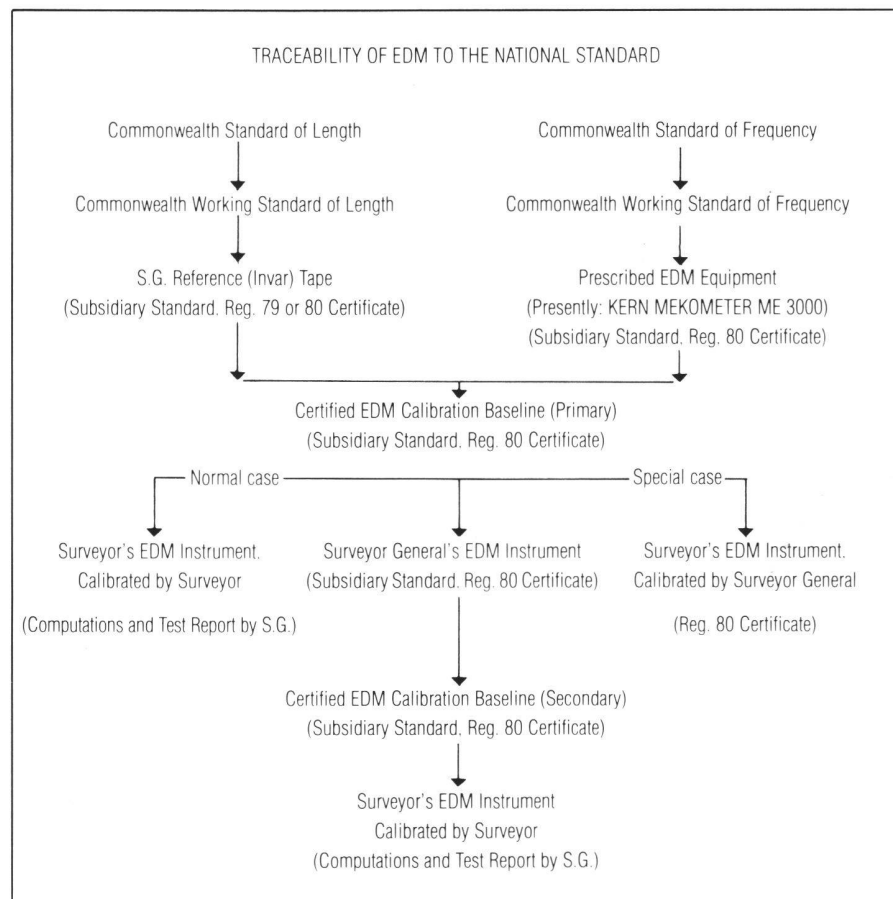 TRACEABILITY OF EDM TO THE NATIONAL STANDARD
Commonwealth Standard of Length
Commonwealth Standard of Frequency
Commonwealth Working Standard of Length
Commonwealth Working Standard of Frequency
S.G. Reference (Invar) Tape
(Subsidiary Standard. Reg. 79 or 80 Certificate)
Prescribed EDM Equipment
(Presently: KERN MEKOMETER ME 3000)
(Subsidiary Standard, Reg. 80 Certificate)
Certified EDM Calibration Baseline (Primary)
(Subsidiary Standard. Reg. 80 Certificate)
Normal case
Special case
Surveyor's EDM Instrument.
Calibrated by Surveyor
(Computations and Test Report by S.G.)
Surveyor General's EDM Instrument
(Subsidiary Standard. Reg. 80 Certificate)
Surveyor's EDM Instrument.
Calibrated by Surveyor General
(Reg. 80 Certificate)
Certified EDM Calibration Baseline (Secondary)
(Subsidiary Standard, Reg. 80 Certificate)
Surveyor's EDM Instrument
Calibrated by Surveyor
(Computations and Test Report by S.G.)